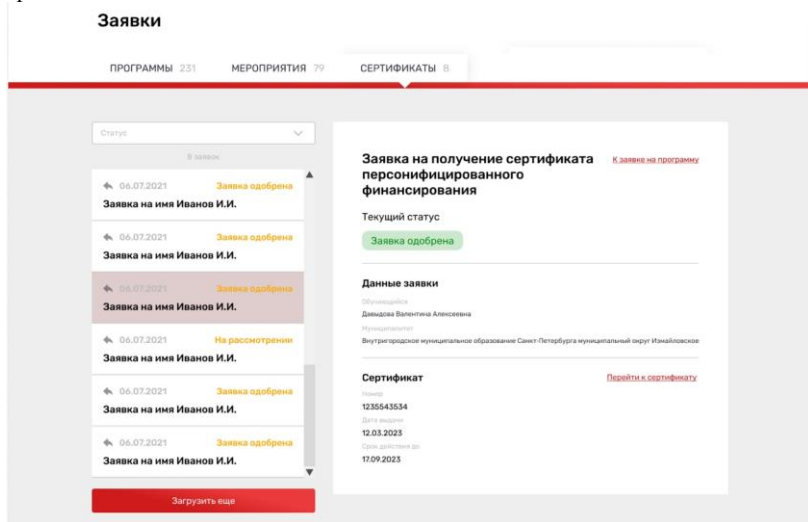 Заявки
ПРОГРАММЫ 231 МЕРОПРИЯТИЯ 79 СЕРТИФИКАТЫ 8
Статус
8 заявок
06.07.2021 Заявка одобрена
Заявка на имя Иванов И.И.
06.07.2021 Заявка одобрена
Заявка на имя Иванов И.И.
06.07.2021 Заявка одобрена
Заявка на имя Иванов И.И.
06.07.2021 На рассмотрении
Заявка на имя Иванов И.И.
06.07.2021 Заявка одобрена
Заявка на имя Иванов И.И.
06.07.2021 Заявка одобрена
Заявка на имя Иванов И.И.
Загрузить еще
Заявка на получение сертификата К заявке на программу
персонифицированного
финансирования
Текущий статус
Заявка одобрена
Данные заявки
Обучающийся
Давыдова Валентина Алексеевна
Муниципалитет
Внутригородское муниципальное образование Санкт-Петербурга муниципальный округ Измайловское
Сертификат Перейти к сертификату
Номер
1235543534
Дата выдачи
12.03.2023
Срок действия до
17.09.2023